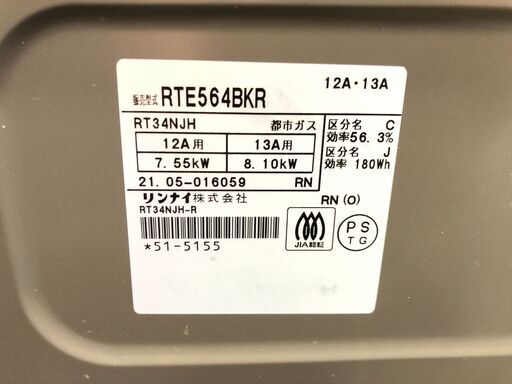 販売型式 RTE564BKR 12A・13A
RT34NJH 都市ガス
12A用 13A用
7.55kW 8.10kW
区分名 C
効率56.3%
区分名 J
効率 180Wh
21.05-016059 RN
リンナイ株式会社 RN(O)
RT34NJH-R
*51-5155
JIA認証
PS
TG